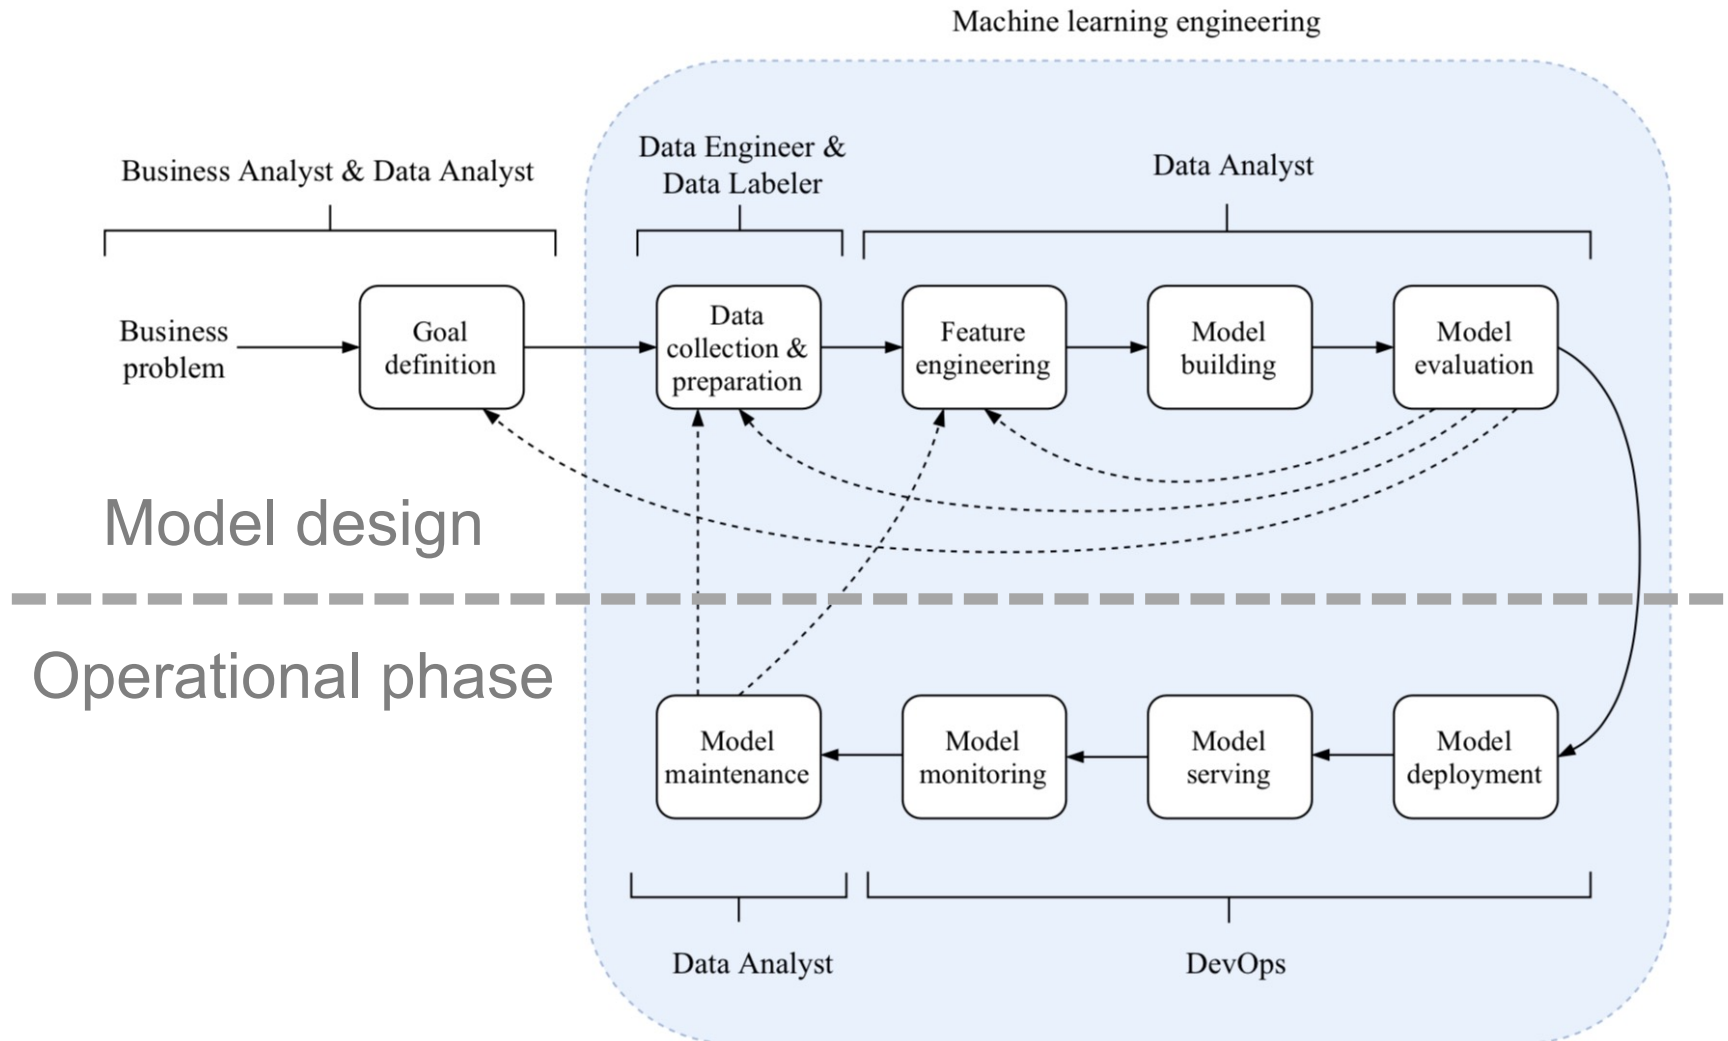 Machine learning engineering
Business Analyst & Data Analyst
Data Engineer &
Data Labeler
Data Analyst
Business
problem
Goal
definition
Data
collection &
preparation
Feature
engineering
Model
building
Model
evaluation
Model design
Operational phase
Model
maintenance
Model
monitoring
Model
serving
Model
deployment
Data Analyst
DevOps